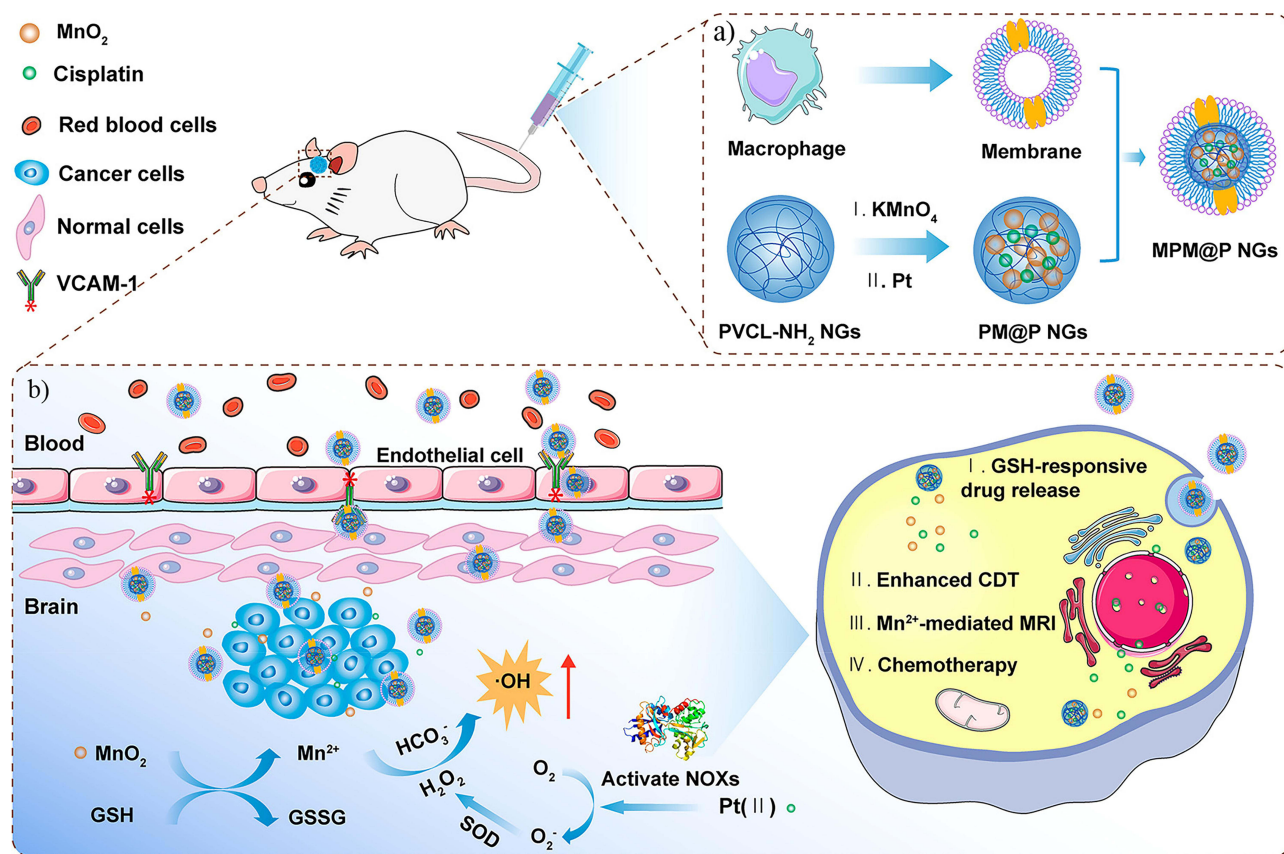 MnO₂
Cisplatin
Red blood cells
Cancer cells
Normal cells
VCAM-1
a)
Macrophage
Membrane
Ⅰ. KMnO₄
Ⅱ. Pt
PVCL-NH₂ NGs
PM@P NGs
MPM@P NGs
b)
Blood
Endothelial cell
Brain
MnO₂
GSH
Mn²⁺
GSSG
HCO₃⁻
H₂O₂
·OH
SOD
O₂
O₂⁻
Activate NOXs
Pt(Ⅱ)
Ⅰ. GSH-responsive
drug release
Ⅱ. Enhanced CDT
Ⅲ. Mn²⁺-mediated MRI
Ⅳ. Chemotherapy